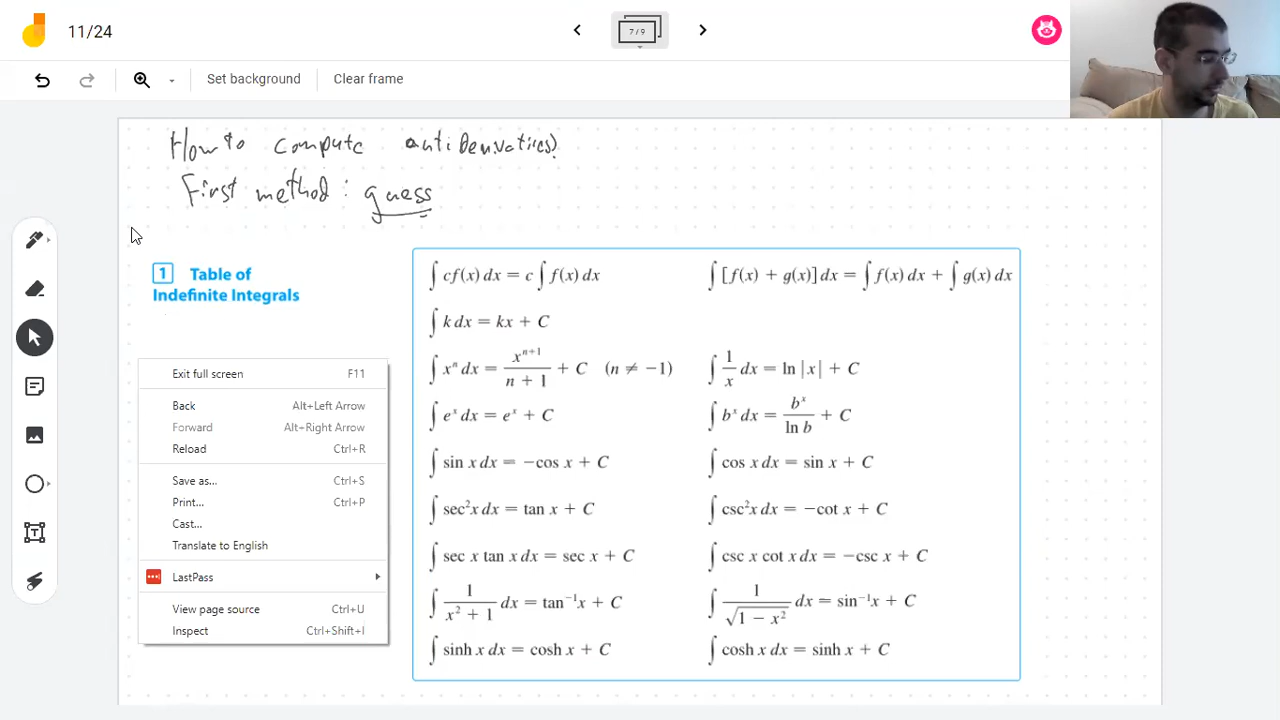 11/24
7/9
Set background
Clear frame
How to compute antiderivatives?
First method: guess
1 Table of
Indefinite Integrals
∫ cf(x) dx = c ∫ f(x) dx
∫ [f(x) + g(x)] dx = ∫ f(x) dx + ∫ g(x) dx
∫ k dx = kx + C
∫ xⁿ dx = xⁿ⁺¹/(n + 1) + C (n ≠ −1)
∫ 1/x dx = ln |x| + C
∫ eˣ dx = eˣ + C
∫ bˣ dx = bˣ/ln b + C
∫ sin x dx = −cos x + C
∫ cos x dx = sin x + C
∫ sec²x dx = tan x + C
∫ csc²x dx = −cot x + C
∫ sec x tan x dx = sec x + C
∫ csc x cot x dx = −csc x + C
∫ 1/(x² + 1) dx = tan⁻¹x + C
∫ 1/√(1 − x²) dx = sin⁻¹x + C
∫ sinh x dx = cosh x + C
∫ cosh x dx = sinh x + C
Exit full screen F11
Back Alt+Left Arrow
Forward Alt+Right Arrow
Reload Ctrl+R
Save as... Ctrl+S
Print... Ctrl+P
Cast...
Translate to English
LastPass
View page source Ctrl+U
Inspect Ctrl+Shift+I